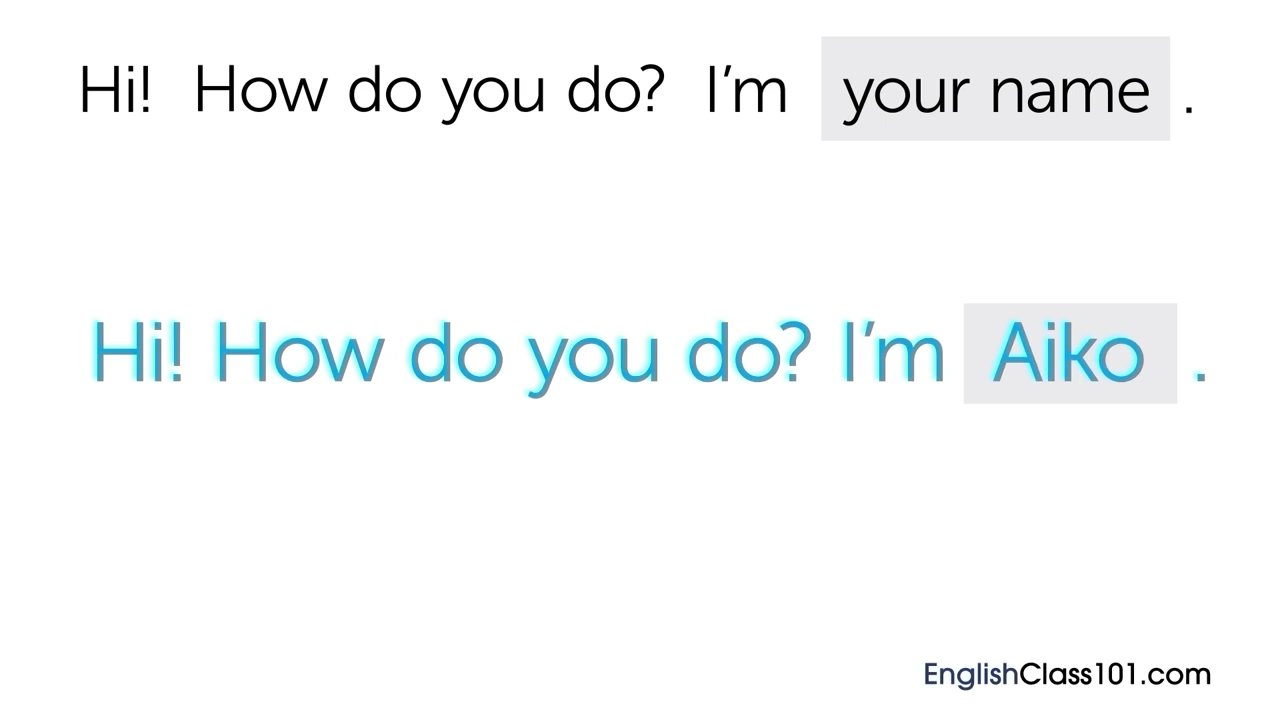 Hi! How do you do? I’m your name .
Hi! How do you do? I’m Aiko .
EnglishClass101.com